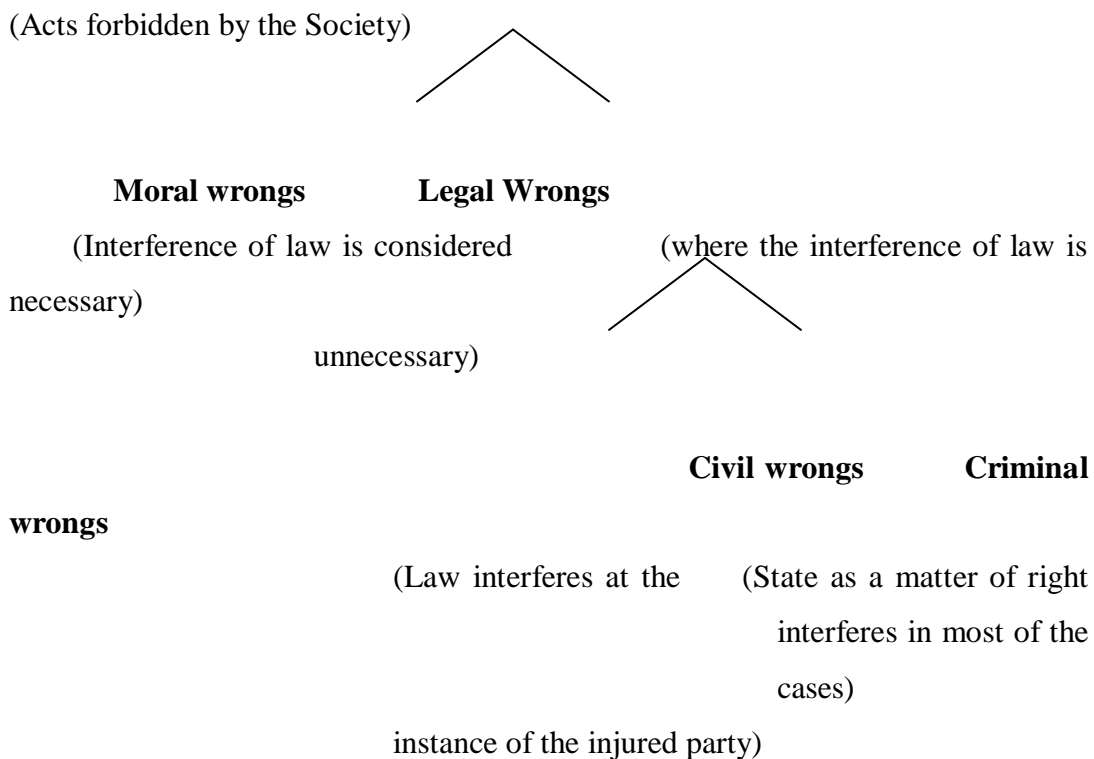 (Acts forbidden by the Society)
Moral wrongs Legal Wrongs
(Interference of law is considered (where the interference of law is
necessary)
unnecessary)
Civil wrongs Criminal
wrongs
(Law interferes at the (State as a matter of right
interferes in most of the
cases)
instance of the injured party)